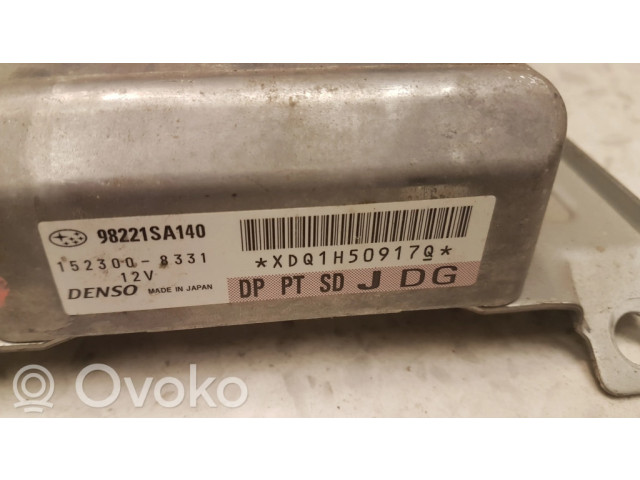 98221SA140
152300-8331
12V
DENSO MADE IN JAPAN
*XDQ1H50917Q*
DP PT SD J DG
Ovoko